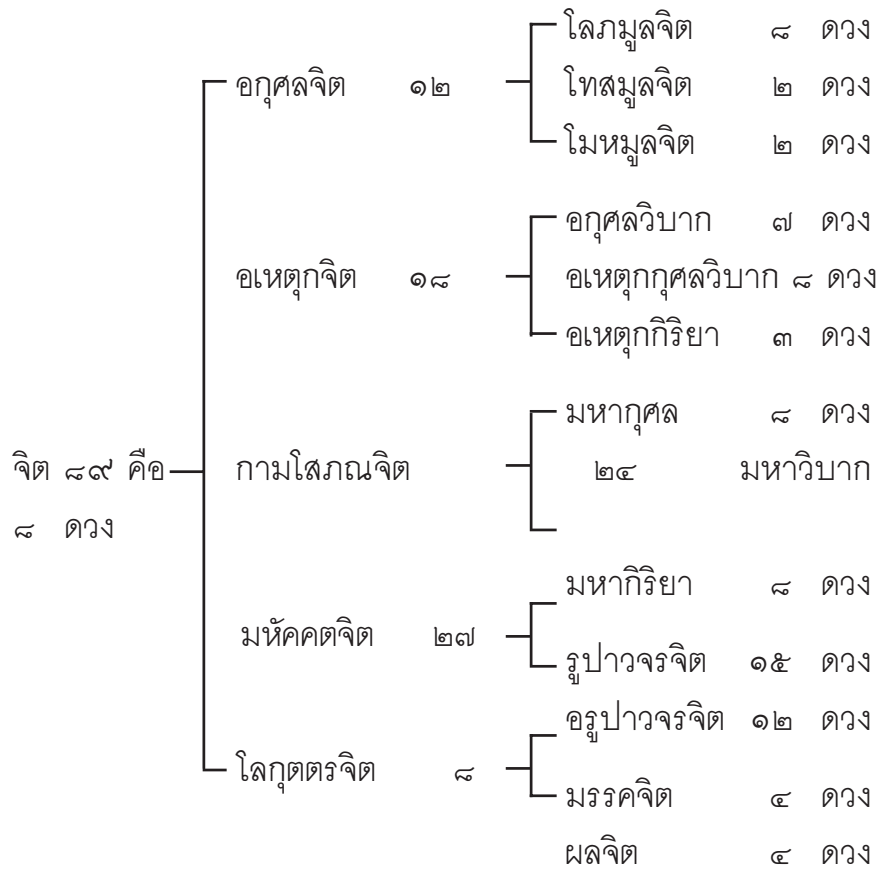 โลภมูลจิต ๘ ดวง
อกุศลจิต ๑๒ โทสมูลจิต ๒ ดวง
โมหมูลจิต ๒ ดวง
อกุศลวิบาก ๗ ดวง
อเหตุกจิต ๑๘ อเหตุกกุศลวิบาก ๘ ดวง
อเหตุกกิริยา ๓ ดวง
มหากุศล ๘ ดวง
จิต ๘๙ คือ กามโสภณจิต ๒๔ มหาวิบาก
๘ ดวง
มหากิริยา ๘ ดวง
มหัคคตจิต ๒๗
รูปาวจรจิต ๑๕ ดวง
อรูปาวจรจิต ๑๒ ดวง
โลกุตตรจิต ๘
มรรคจิต ๔ ดวง
ผลจิต ๔ ดวง